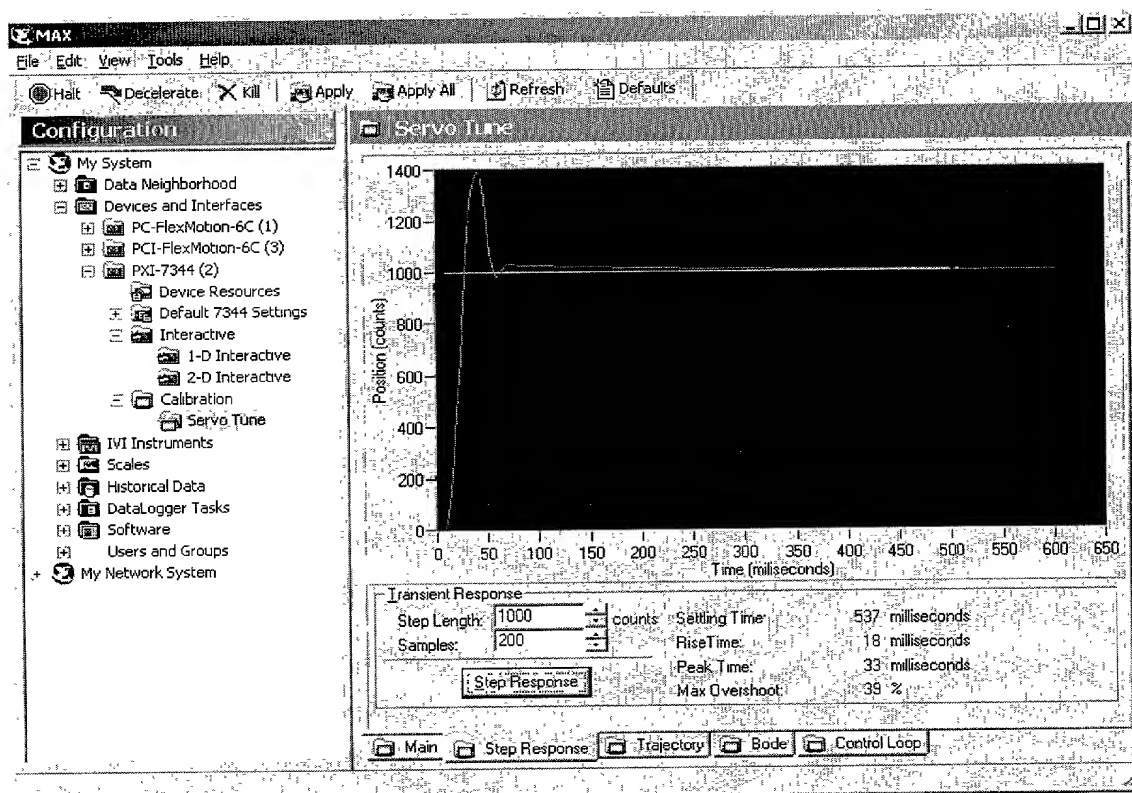 MAX
File Edit View Tools Help
Halt Decelerate Kill Apply Apply All Refresh Defaults
Configuration
My System
Data Neighborhood
Devices and Interfaces
PC-FlexMotion-6C (1)
PCI-FlexMotion-6C (3)
PXI-7344 (2)
Device Resources
Default 7344 Settings
Interactive
1-D Interactive
2-D Interactive
Calibration
Servo Tune
IVI Instruments
Scales
Historical Data
DataLogger Tasks
Software
Users and Groups
My Network System
Servo Tune
1400
1200
1000
800
600
400
200
0
Position (counts)
0 50 100 150 200 250 300 350 400 450 500 550 600 650
Time (milliseconds)
Transient Response
Step Length: 1000 counts
Samples: 200
Step Response
Settling Time: 537 milliseconds
RiseTime: 18 milliseconds
Peak Time: 33 milliseconds
Max Overshoot: 39 %
Main Step Response Trajectory Bode Control Loop